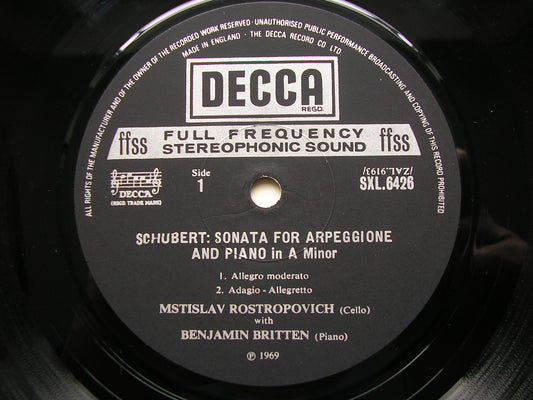 ALL RIGHTS OF THE MANUFACTURER AND OF THE OWNER OF THE RECORDED WORK RESERVED · UNAUTHORISED PUBLIC PERFORMANCE BROADCASTING AND COPYING OF THIS RECORD PROHIBITED
MADE IN ENGLAND · THE DECCA RECORD CO LTD
DECCA
REGD.
ffss FULL FREQUENCY ffss
STEREOPHONIC SOUND
DECCA
(REGD. TRADE MARK)
Side
1
/ZAL.9193/
SXL.6426
SCHUBERT: SONATA FOR ARPEGGIONE
AND PIANO in A Minor
1. Allegro moderato
2. Adagio - Allegretto
MSTISLAV ROSTROPOVICH (Cello)
with
BENJAMIN BRITTEN (Piano)
℗ 1969